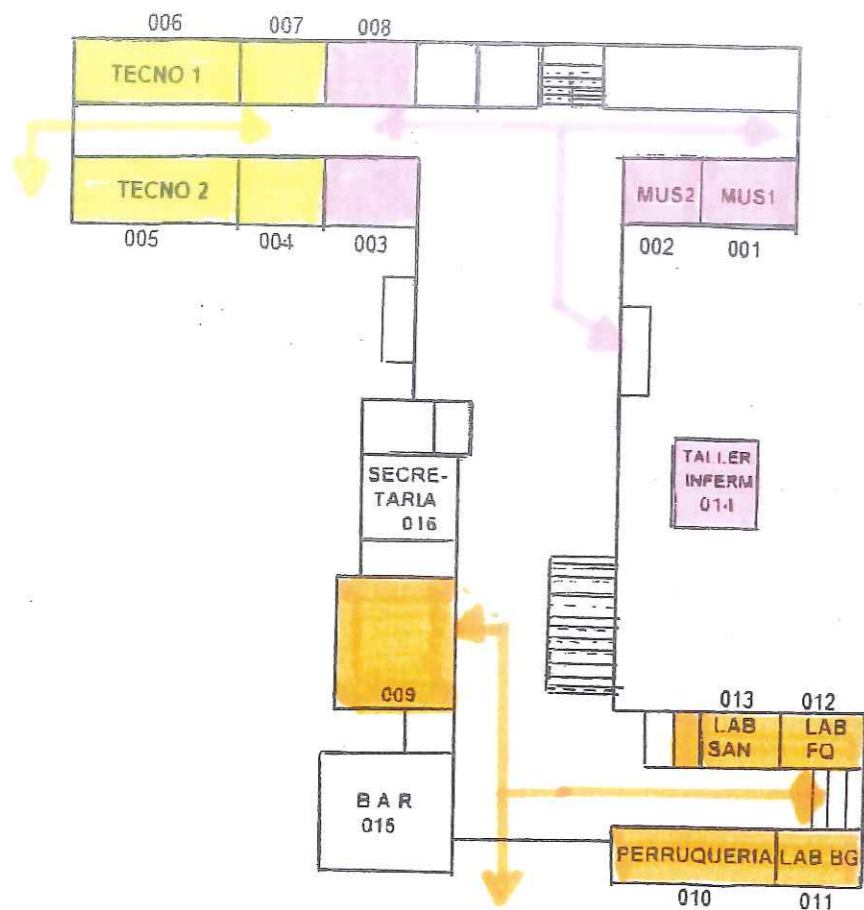 006 007 008
TECNO 1
TECNO 2
005 004 003
MUS2 MUS1
002 001
TALLER
INFERM
014
SECRE-
TARIA
016
009
013 012
LAB
SAN
LAB
FQ
BAR
015
PERRUQUERIA LAB BG
010 011